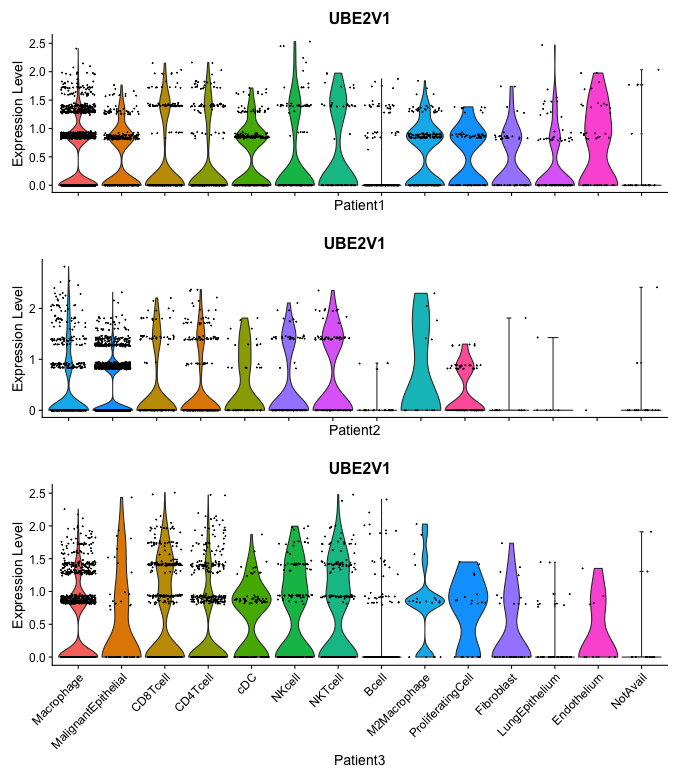 UBE2V1
Expression Level
2.5
2.0
1.5
1.0
0.5
0.0
Patient1
UBE2V1
Expression Level
2
1
0
Patient2
UBE2V1
Expression Level
2.5
2.0
1.5
1.0
0.5
0.0
Macrophage
MalignantEpithelial
CD8Tcell
CD4Tcell
cDC
NKcell
NKTcell
Bcell
M2Macrophage
ProliferatingCell
Fibroblast
LungEpithelium
Endothelium
NotAvail
Patient3